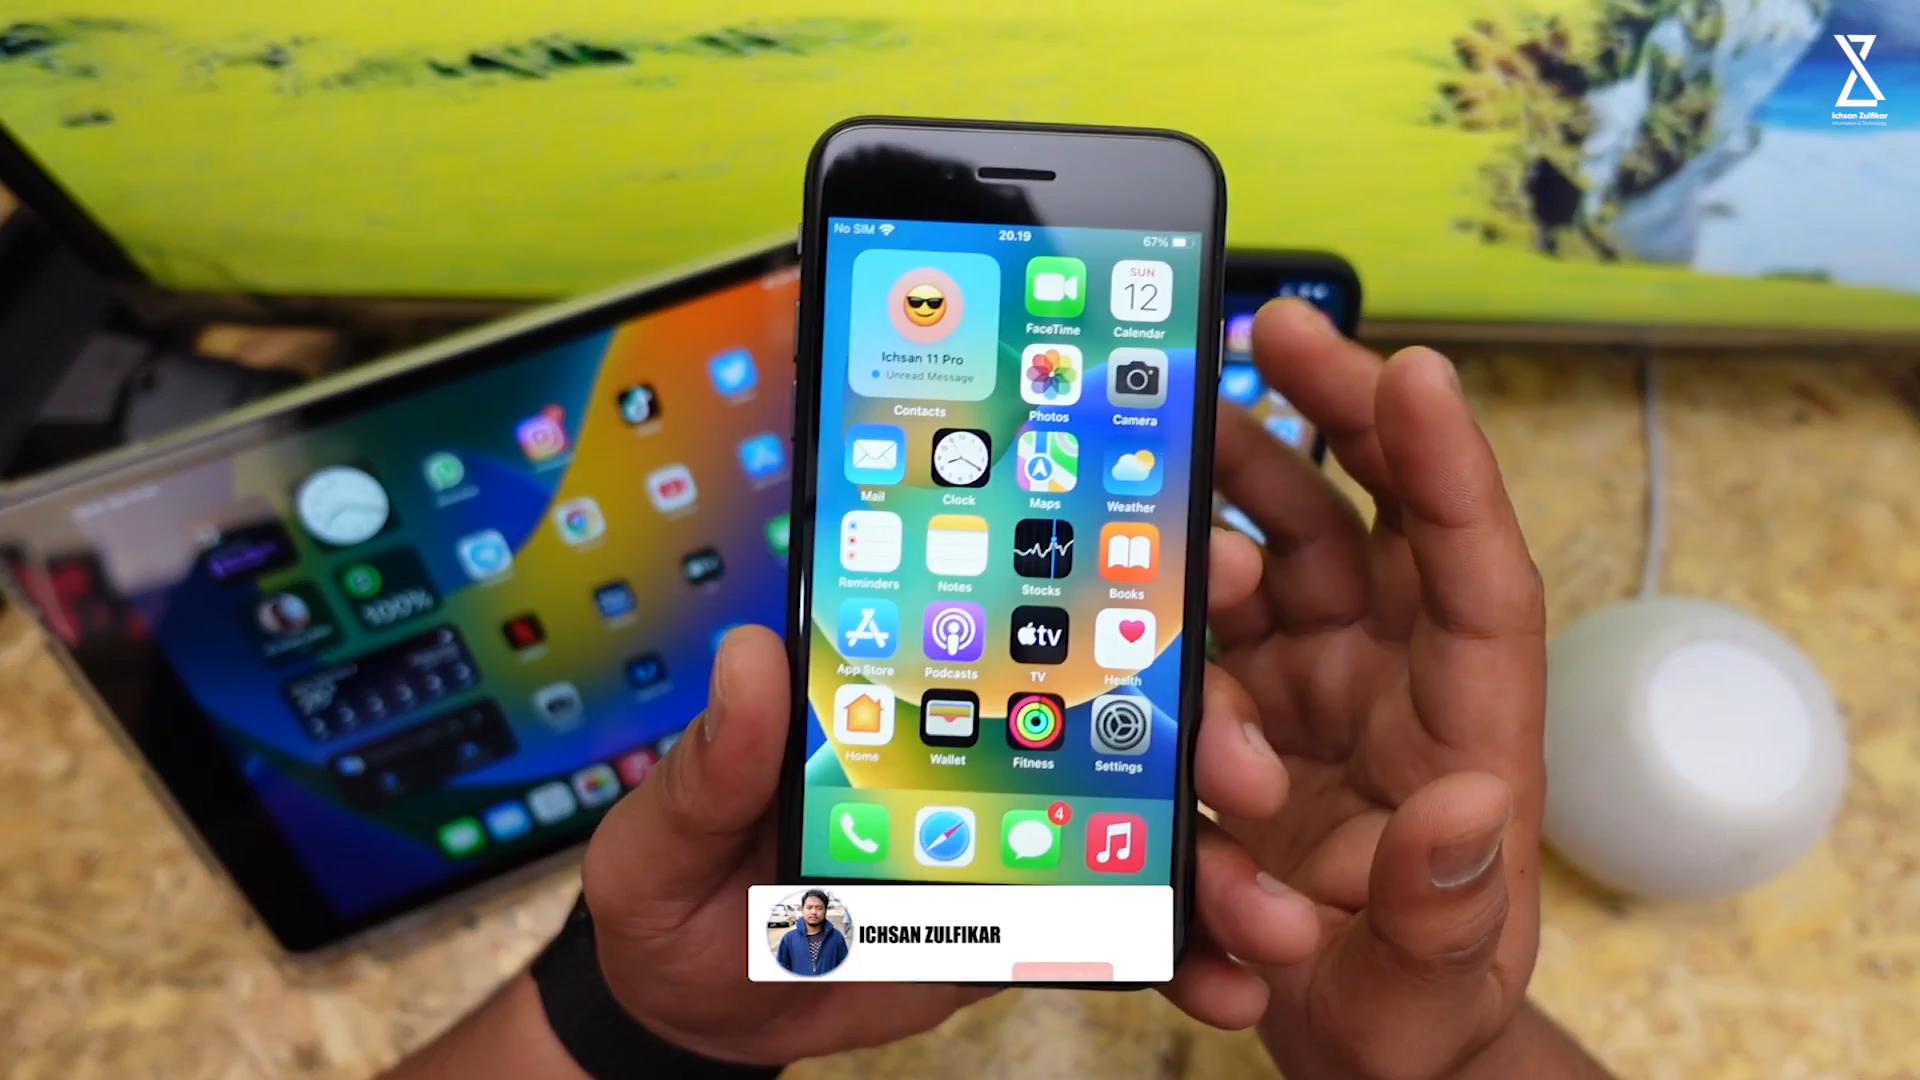 Ichsan Zulfikar
No SIM
20.19
67%
Ichsan 11 Pro
Unread Message
Contacts
FaceTime
SUN
12
Calendar
Photos
Camera
Mail
Clock
Maps
Weather
Reminders
Notes
Stocks
Books
App Store
Podcasts
tv
TV
Health
Home
Wallet
Fitness
Settings
4
100%
ICHSAN ZULFIKAR